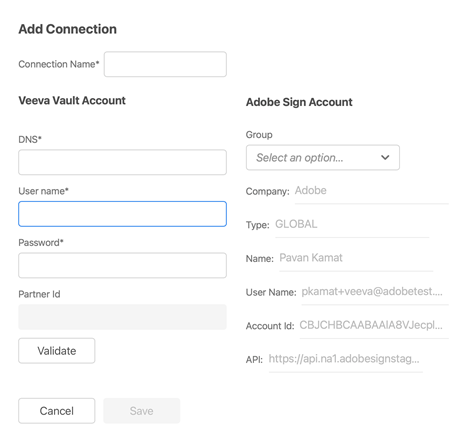 Add Connection
Connection Name*
Veeva Vault Account
DNS*
User name*
Password*
Partner Id
Validate
Adobe Sign Account
Group
Select an option...
Company: Adobe
Type: GLOBAL
Name: Pavan Kamat
User Name: pkamat+veeva@adobetest....
Account Id: CBJCHBCAABAAlA8VJecpl...
API: https://api.na1.adobesignstag...
Cancel Save